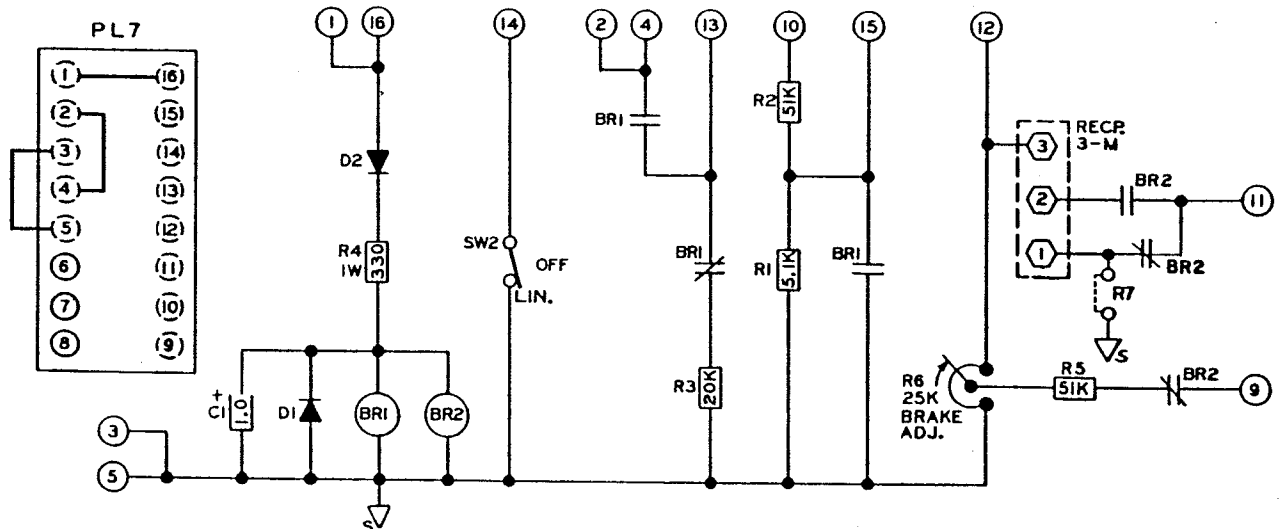 PL7
(1) (16)
(2) (15)
(3) (14)
(4) (13)
(5) (12)
6 (11)
7 (10)
8 (9)
1 16 14 2 4 13 10 15 12
D2
R4
1W
330
+
C1
1.0
D1
BR1
BR2
3
5
S
SW2
OFF
LIN.
BR1
BR1
R3
20K
R2
51K
R1
5.1K
BR1
RECP.
3-M
3
2
1
BR2
BR2
11
R7
S
R6
25K
BRAKE
ADJ.
R5
51K
BR2
9